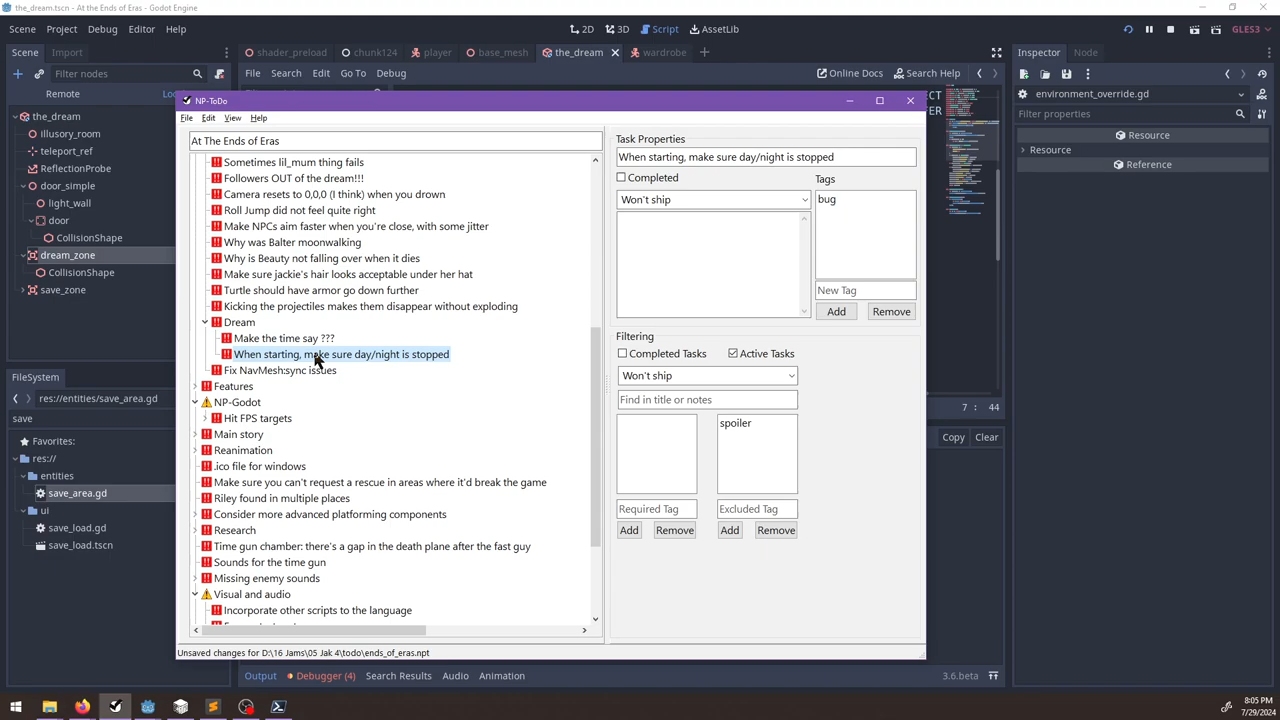 the_dream.tscn - At the Ends of Eras - Godot Engine
Scene Project Debug Editor Help
2D 3D Script AssetLib
GLES3
Scene Import
shader_preload chunk124 player base_mesh the_dream wardrobe
Inspector Node
Filter nodes
File Search Edit Go To Debug
Online Docs Search Help
Remote
environment_override.gd
Filter properties
Resource
Resource
Reference
the_dream
illusory_room
teleport_ref
ReflectionProbe
door_simple
light_wall
door
CollisionShape
dream_zone
CollisionShape
save_zone
FileSystem
res://entities/save_area.gd
save
Favorites:
res://
entities
save_area.gd
ui
save_load.gd
save_load.tscn
NP-ToDo
File Edit View Help
At The Ends of Eras
Sometimes lil_mum thing fails
Followers OUT of the dream!!!
Camera resets to 0,0,0 (I think) when you drown
Roll Jump did not feel quite right
Make NPCs aim faster when you're close, with some jitter
Why was Balter moonwalking
Why is Beauty not falling over when it dies
Make sure jackie's hair looks acceptable under her hat
Turtle should have armor go down further
Kicking the projectiles makes them disappear without exploding
Dream
Make the time say ???
When starting, make sure day/night is stopped
Fix NavMesh:sync issues
Features
NP-Godot
Hit FPS targets
Main story
Reanimation
.ico file for windows
Make sure you can't request a rescue in areas where it'd break the game
Riley found in multiple places
Consider more advanced platforming components
Research
Time gun chamber: there's a gap in the death plane after the fast guy
Sounds for the time gun
Missing enemy sounds
Visual and audio
Incorporate other scripts to the language
Task Properties
When starting, make sure day/night is stopped
Completed
Tags
Won't ship
bug
New Tag
Add Remove
Filtering
Completed Tasks Active Tasks
Won't ship
Find in title or notes
spoiler
Required Tag Excluded Tag
Add Remove Add Remove
Unsaved changes for D:\16 Jams\05 Jak 4\todo\ends_of_eras.npt
7 : 44
Copy Clear
Output Debugger (4) Search Results Audio Animation
3.6.beta
8:05 PM
7/29/2024